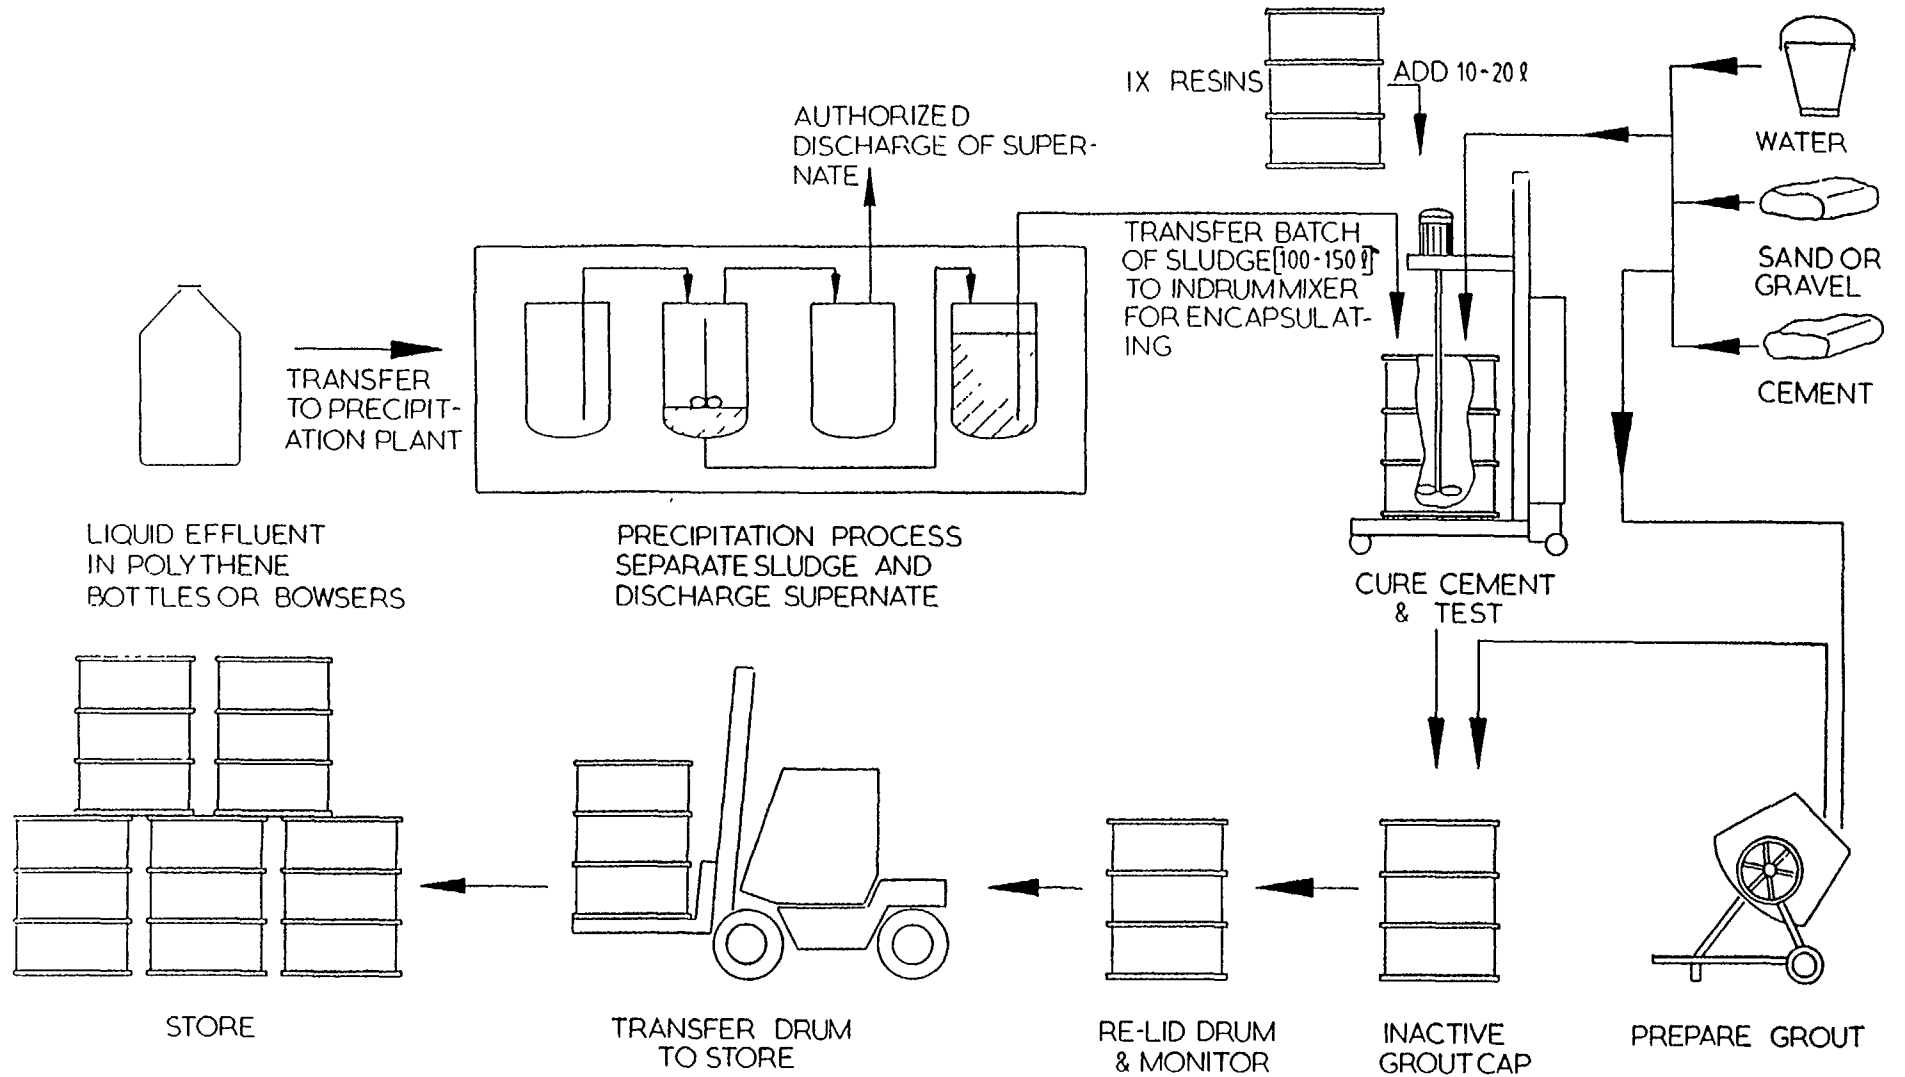 IX RESINS
ADD 10-20 ℓ
WATER
SAND OR
GRAVEL
CEMENT
AUTHORIZED
DISCHARGE OF SUPER-
NATE
TRANSFER BATCH
OF SLUDGE [100-150 ℓ]
TO INDRUM MIXER
FOR ENCAPSULAT-
ING
TRANSFER
TO PRECIPIT-
ATION PLANT
LIQUID EFFLUENT
IN POLYTHENE
BOTTLES OR BOWSERS
PRECIPITATION PROCESS
SEPARATE SLUDGE AND
DISCHARGE SUPERNATE
CURE CEMENT
& TEST
STORE
TRANSFER DRUM
TO STORE
RE-LID DRUM
& MONITOR
INACTIVE
GROUT CAP
PREPARE GROUT